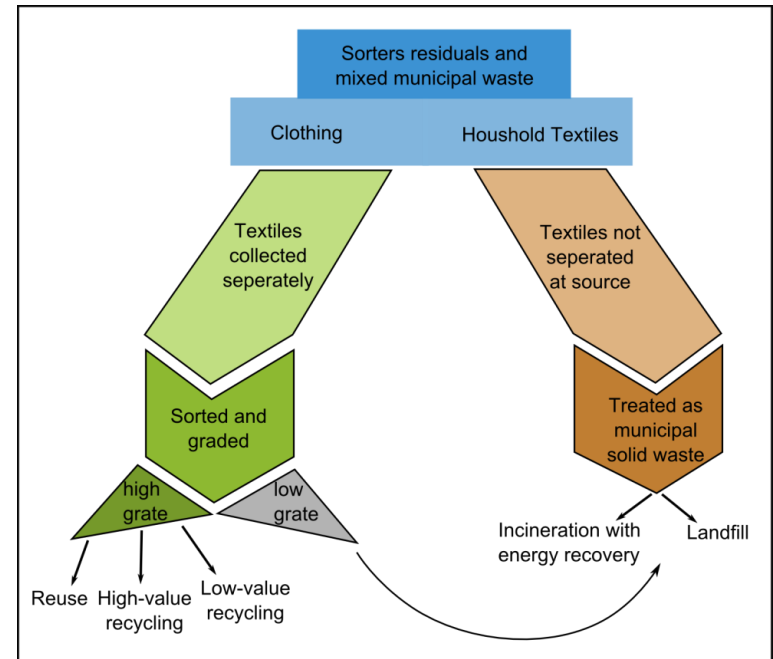 Sorters residuals and
mixed municipal waste
Clothing
Houshold Textiles
Textiles
collected
seperately
Textiles not
seperated
at source
Sorted and
graded
Treated as
municipal
solid waste
high
grate
low
grate
Incineration with
energy recovery
Landfill
Reuse
High-value
recycling
Low-value
recycling